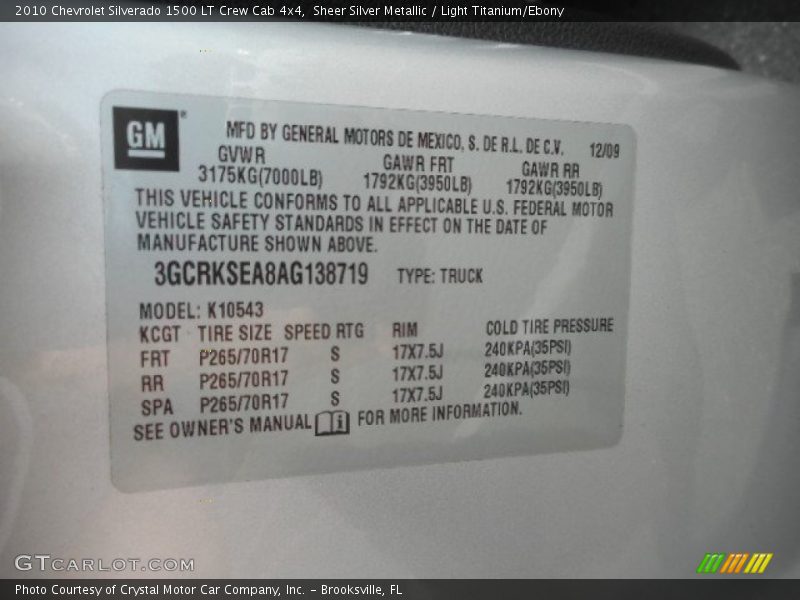 2010 Chevrolet Silverado 1500 LT Crew Cab 4x4, Sheer Silver Metallic / Light Titanium/Ebony
GM®
MFD BY GENERAL MOTORS DE MEXICO, S. DE R.L. DE C.V. 12/09
GVWR GAWR FRT GAWR RR
3175KG(7000LB) 1792KG(3950LB) 1792KG(3950LB)
THIS VEHICLE CONFORMS TO ALL APPLICABLE U.S. FEDERAL MOTOR
VEHICLE SAFETY STANDARDS IN EFFECT ON THE DATE OF
MANUFACTURE SHOWN ABOVE.
3GCRKSEA8AG138719 TYPE: TRUCK
MODEL: K10543
KCGT TIRE SIZE SPEED RTG RIM COLD TIRE PRESSURE
FRT P265/70R17 S 17X7.5J 240KPA(35PSI)
RR P265/70R17 S 17X7.5J 240KPA(35PSI)
SPA P265/70R17 S 17X7.5J 240KPA(35PSI)
SEE OWNER'S MANUAL FOR MORE INFORMATION.
GTCARLOT.COM
Photo Courtesy of Crystal Motor Car Company, Inc. – Brooksville, FL